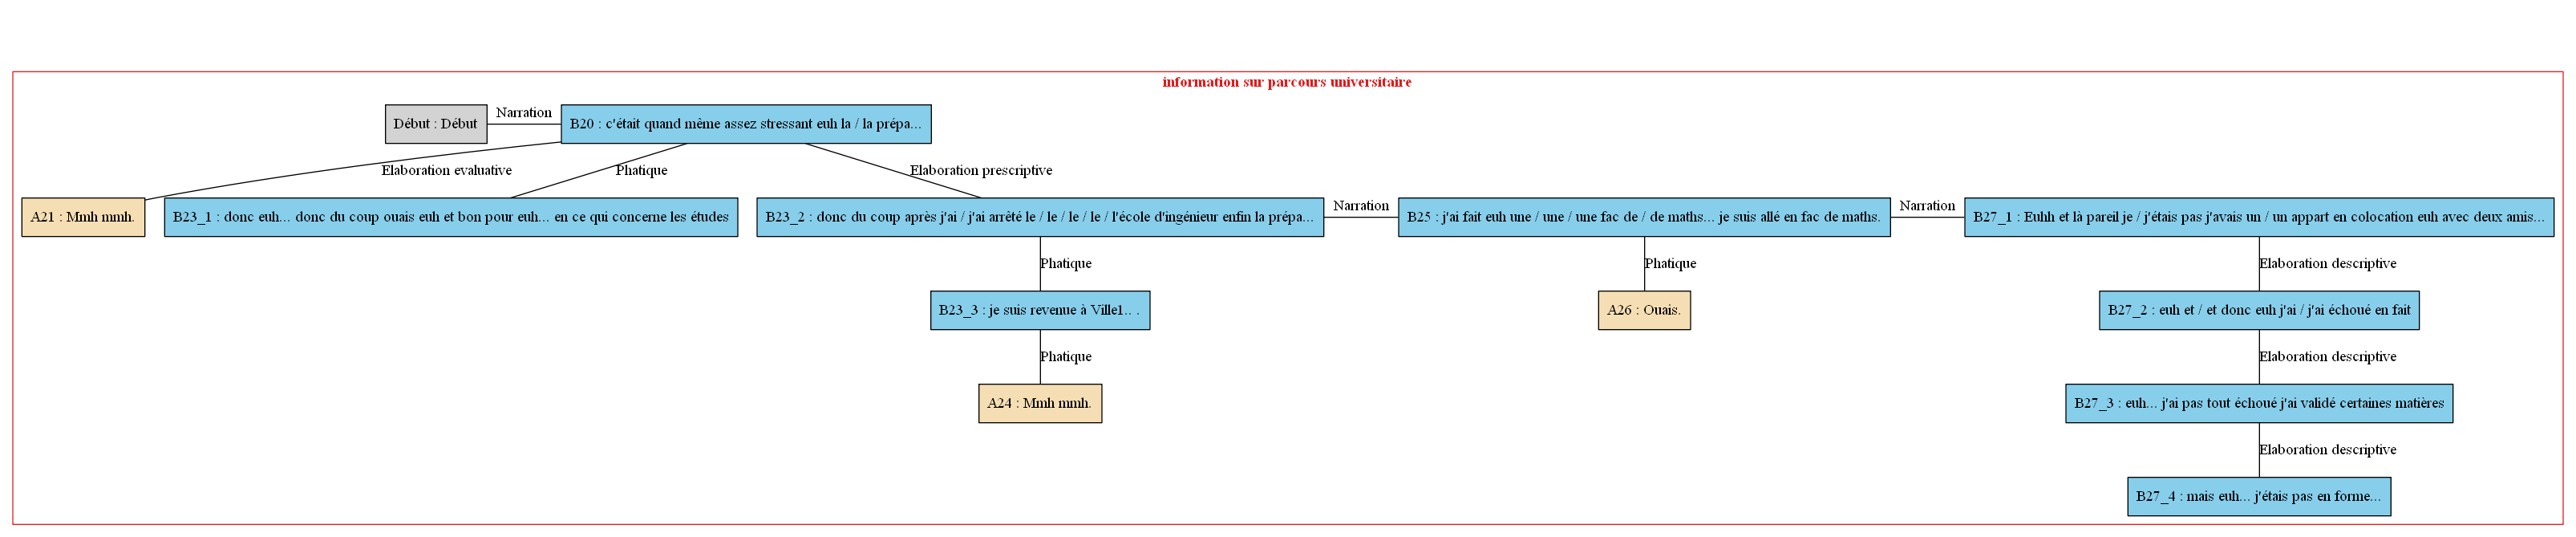 information sur parcours universitaire
Début : Début
Narration
B20 : c'était quand même assez stressant euh la / la prépa...
Elaboration evaluative
Phatique
Elaboration prescriptive
A21 : Mmh mmh.
B23_1 : donc euh... donc du coup ouais euh et bon pour euh... en ce qui concerne les études
B23_2 : donc du coup après j'ai / j'ai arrêté le / le / le / le / l'école d'ingénieur enfin la prépa...
Narration
B25 : j'ai fait euh une / une / une fac de / de maths... je suis allé en fac de maths.
Narration
B27_1 : Euhh et là pareil je / j'étais pas j'avais un / un appart en colocation euh avec deux amis...
Phatique
Phatique
Elaboration descriptive
B23_3 : je suis revenue à Ville1.. .
A26 : Ouais.
B27_2 : euh et / et donc euh j'ai / j'ai échoué en fait
Phatique
Elaboration descriptive
A24 : Mmh mmh.
B27_3 : euh... j'ai pas tout échoué j'ai validé certaines matières
Elaboration descriptive
B27_4 : mais euh... j'étais pas en forme...